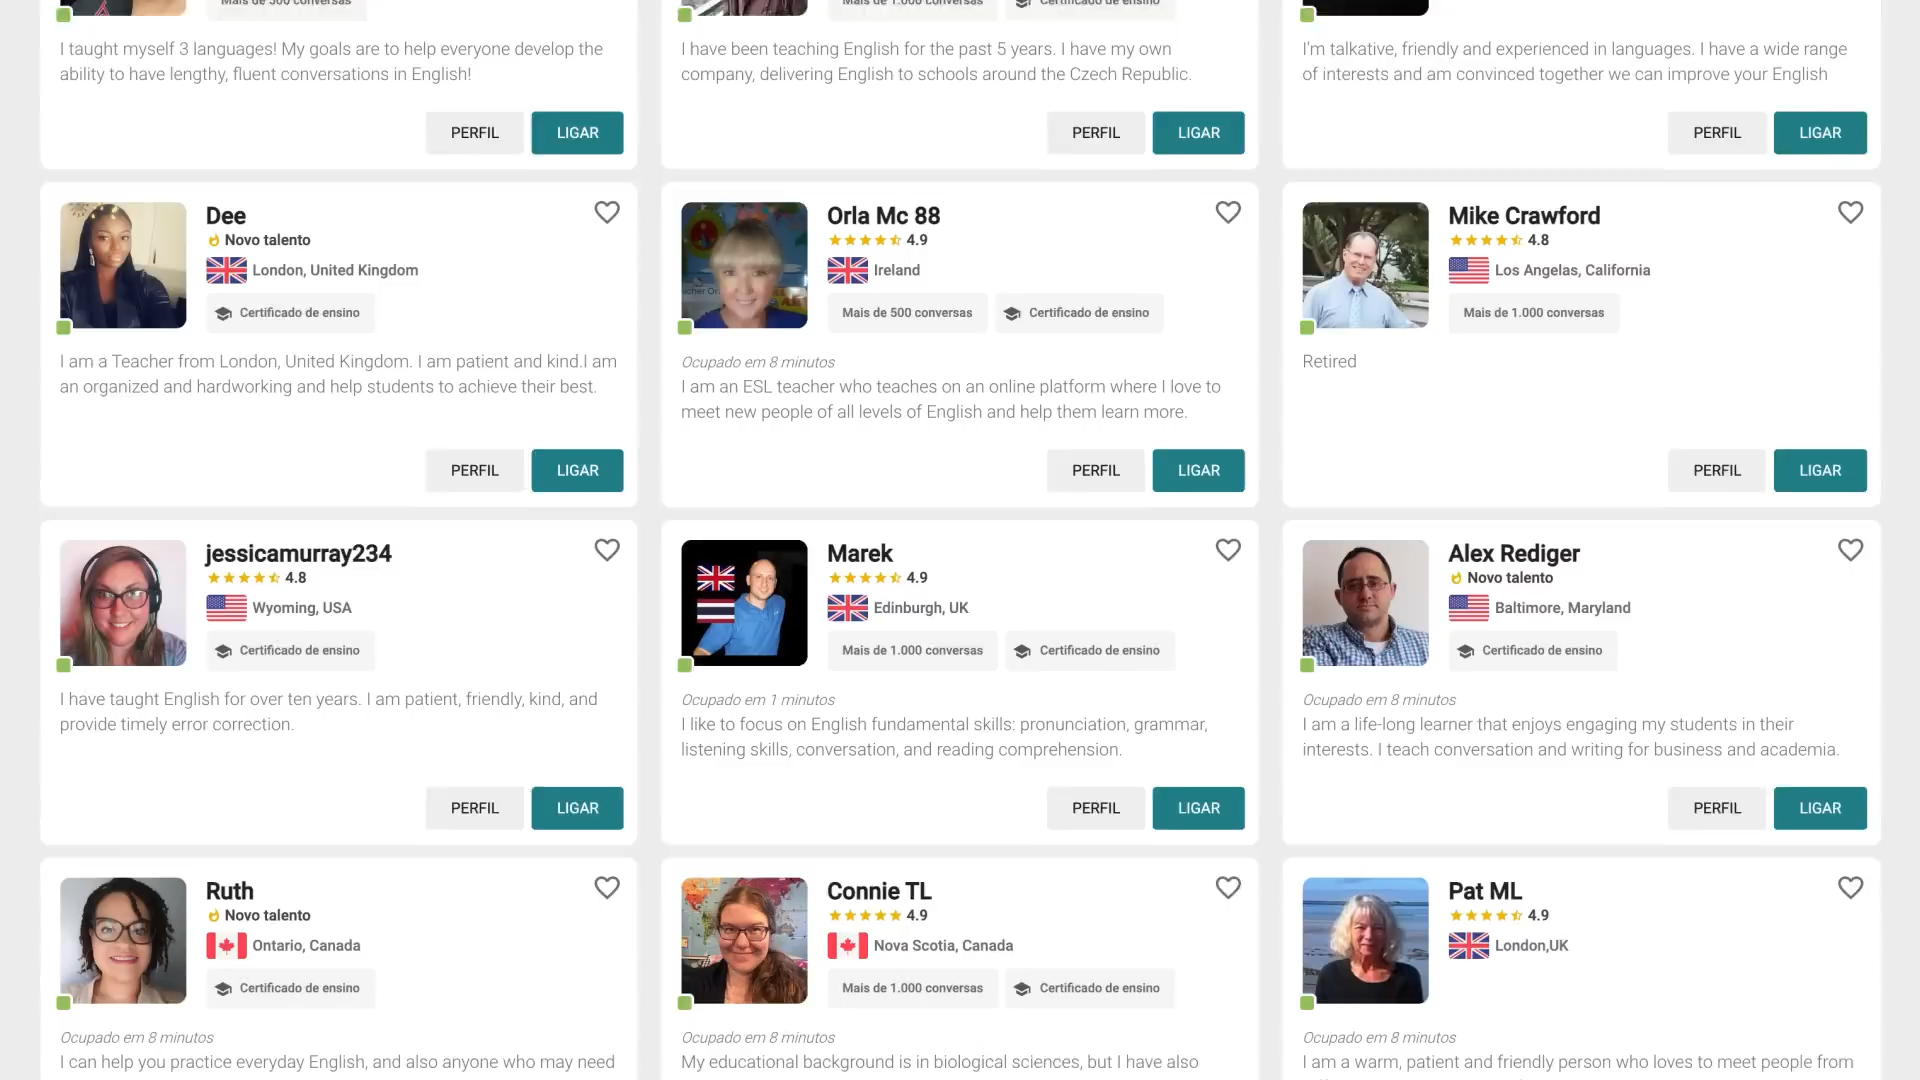 Mais de 500 conversas
Mais de 1.000 conversas
Certificado de ensino
I taught myself 3 languages! My goals are to help everyone develop the
ability to have lengthy, fluent conversations in English!
PERFIL
LIGAR
I have been teaching English for the past 5 years. I have my own
company, delivering English to schools around the Czech Republic.
PERFIL
LIGAR
I'm talkative, friendly and experienced in languages. I have a wide range
of interests and am convinced together we can improve your English
PERFIL
LIGAR
Dee
Novo talento
London, United Kingdom
Certificado de ensino
I am a Teacher from London, United Kingdom. I am patient and kind.I am
an organized and hardworking and help students to achieve their best.
PERFIL
LIGAR
Orla Mc 88
4.9
Ireland
Mais de 500 conversas
Certificado de ensino
Ocupado em 8 minutos
I am an ESL teacher who teaches on an online platform where I love to
meet new people of all levels of English and help them learn more.
PERFIL
LIGAR
Mike Crawford
4.8
Los Angelas, California
Mais de 1.000 conversas
Retired
PERFIL
LIGAR
jessicamurray234
4.8
Wyoming, USA
Certificado de ensino
I have taught English for over ten years. I am patient, friendly, kind, and
provide timely error correction.
PERFIL
LIGAR
Marek
4.9
Edinburgh, UK
Mais de 1.000 conversas
Certificado de ensino
Ocupado em 1 minutos
I like to focus on English fundamental skills: pronunciation, grammar,
listening skills, conversation, and reading comprehension.
PERFIL
LIGAR
Alex Rediger
Novo talento
Baltimore, Maryland
Certificado de ensino
Ocupado em 8 minutos
I am a life-long learner that enjoys engaging my students in their
interests. I teach conversation and writing for business and academia.
PERFIL
LIGAR
Ruth
Novo talento
Ontario, Canada
Certificado de ensino
Ocupado em 8 minutos
I can help you practice everyday English, and also anyone who may need
Connie TL
4.9
Nova Scotia, Canada
Mais de 1.000 conversas
Certificado de ensino
Ocupado em 8 minutos
My educational background is in biological sciences, but I have also
Pat ML
4.9
London,UK
Ocupado em 8 minutos
I am a warm, patient and friendly person who loves to meet people from